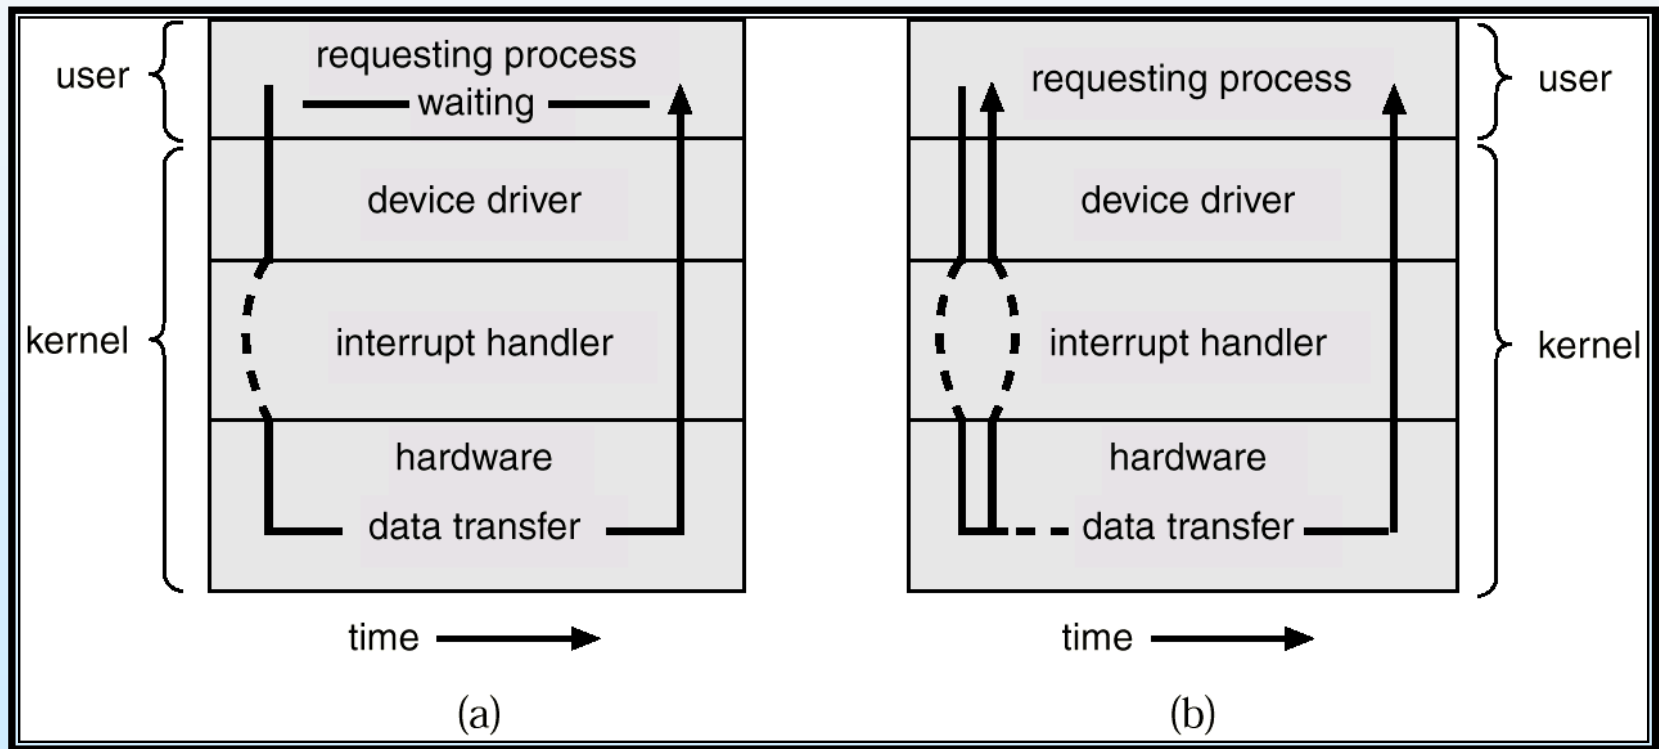 user
requesting process
waiting
device driver
kernel
interrupt handler
hardware
data transfer
time
(a)
requesting process
user
device driver
interrupt handler
kernel
hardware
data transfer
time
(b)